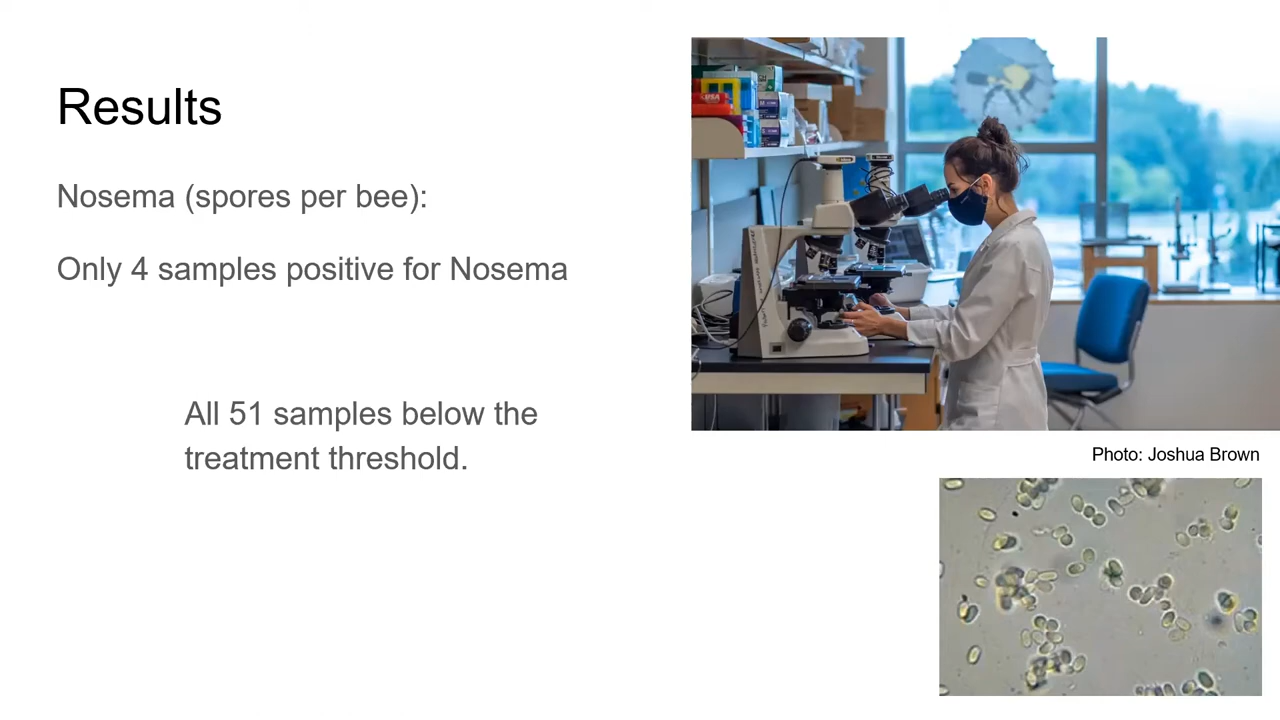 Results
Nosema (spores per bee):
Only 4 samples positive for Nosema
All 51 samples below the
treatment threshold.
Photo: Joshua Brown